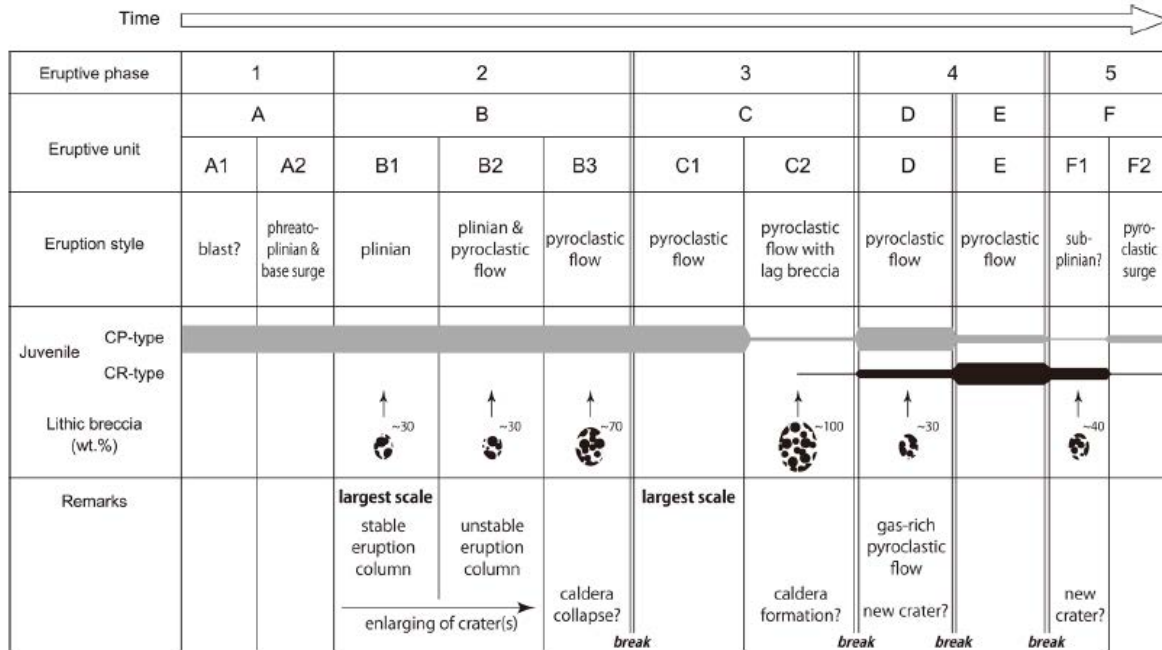 Time
Eruptive phase 1 2 3 4 5
A B C D E F
Eruptive unit
A1 A2 B1 B2 B3 C1 C2 D E F1 F2
Eruption style
blast?
phreato-
plinian &
base surge
plinian
plinian &
pyroclastic
flow
pyroclastic
flow
pyroclastic
flow
pyroclastic
flow with
lag breccia
pyroclastic
flow
pyroclastic
flow
sub-
plinian?
pyro-
clastic
surge
Juvenile
CP-type
CR-type
Lithic breccia
(wt.%)
~30 ~30 ~70 ~100 ~30 ~40
Remarks
largest scale
stable
eruption
column
unstable
eruption
column
enlarging of crater(s)
caldera
collapse?
largest scale
caldera
formation?
gas-rich
pyroclastic
flow
new crater?
new
crater?
break break break break